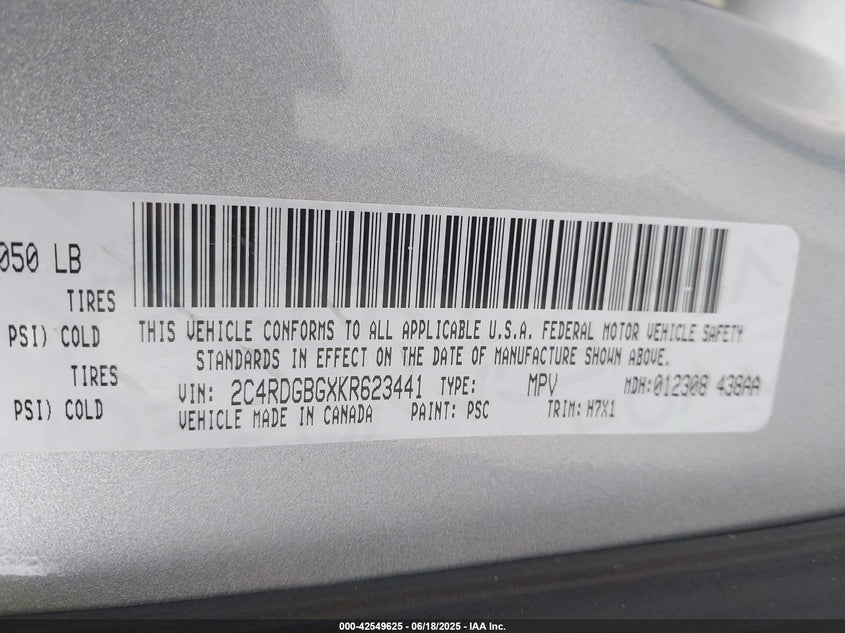 050 LB
TIRES
PSI) COLD
TIRES
PSI) COLD
THIS VEHICLE CONFORMS TO ALL APPLICABLE U.S.A. FEDERAL MOTOR VEHICLE SAFETY
STANDARDS IN EFFECT ON THE DATE OF MANUFACTURE SHOWN ABOVE.
VIN: 2C4RDGBGXKR623441 TYPE: MPV MDH:012308 438AA
VEHICLE MADE IN CANADA PAINT: PSC TRIM: H7X1
000-42549625 / 06/18/2025 - IAA Inc.